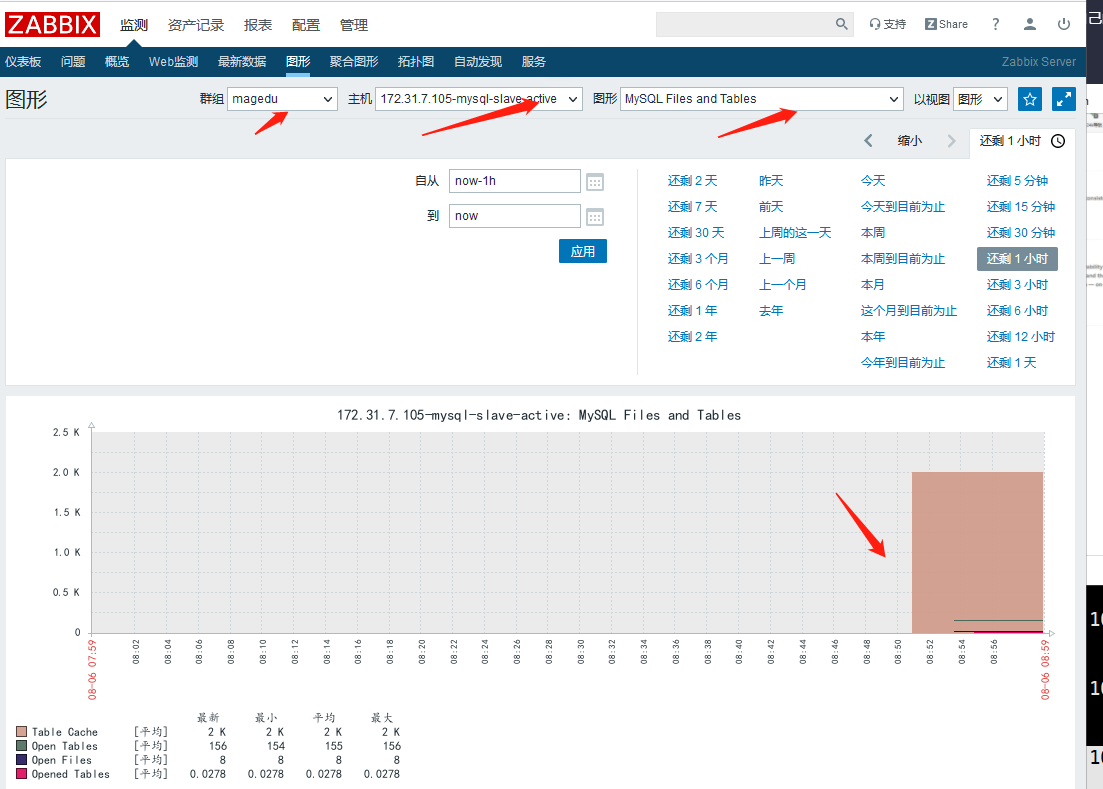 ZABBIX 监测 资产记录 报表 配置 管理 支持 Share ?
仪表板 问题 概览 Web监测 最新数据 图形 聚合图形 拓扑图 自动发现 服务 Zabbix Server
图形 群组 magedu 主机 172.31.7.105-mysql-slave-active 图形 MySQL Files and Tables 以视图 图形
缩小 还剩 1 小时
自从 now-1h
到 now
应用
还剩 2 天 昨天 今天 还剩 5 分钟
还剩 7 天 前天 今天到目前为止 还剩 15 分钟
还剩 30 天 上周的这一天 本周 还剩 30 分钟
还剩 3 个月 上一周 本周到目前为止 还剩 1 小时
还剩 6 个月 上一个月 本月 还剩 3 小时
还剩 1 年 去年 这个月到目前为止 还剩 6 小时
还剩 2 年 本年 还剩 12 小时
今年到目前为止 还剩 1 天
172.31.7.105-mysql-slave-active: MySQL Files and Tables
2.5 K
2.0 K
1.5 K
1.0 K
0.5 K
0
08-06 07:59 08:02 08:04 08:06 08:08 08:10 08:12 08:14 08:16 08:18 08:20 08:22 08:24 08:26 08:28 08:30 08:32 08:34 08:36 08:38 08:40 08:42 08:44 08:46 08:48 08:50 08:52 08:54 08:56 08-06 08:59
最新 最小 平均 最大
Table Cache [平均] 2 K 2 K 2 K 2 K
Open Tables [平均] 156 154 155 156
Open Files [平均] 8 8 8 8
Opened Tables [平均] 0.0278 0.0278 0.0278 0.0278